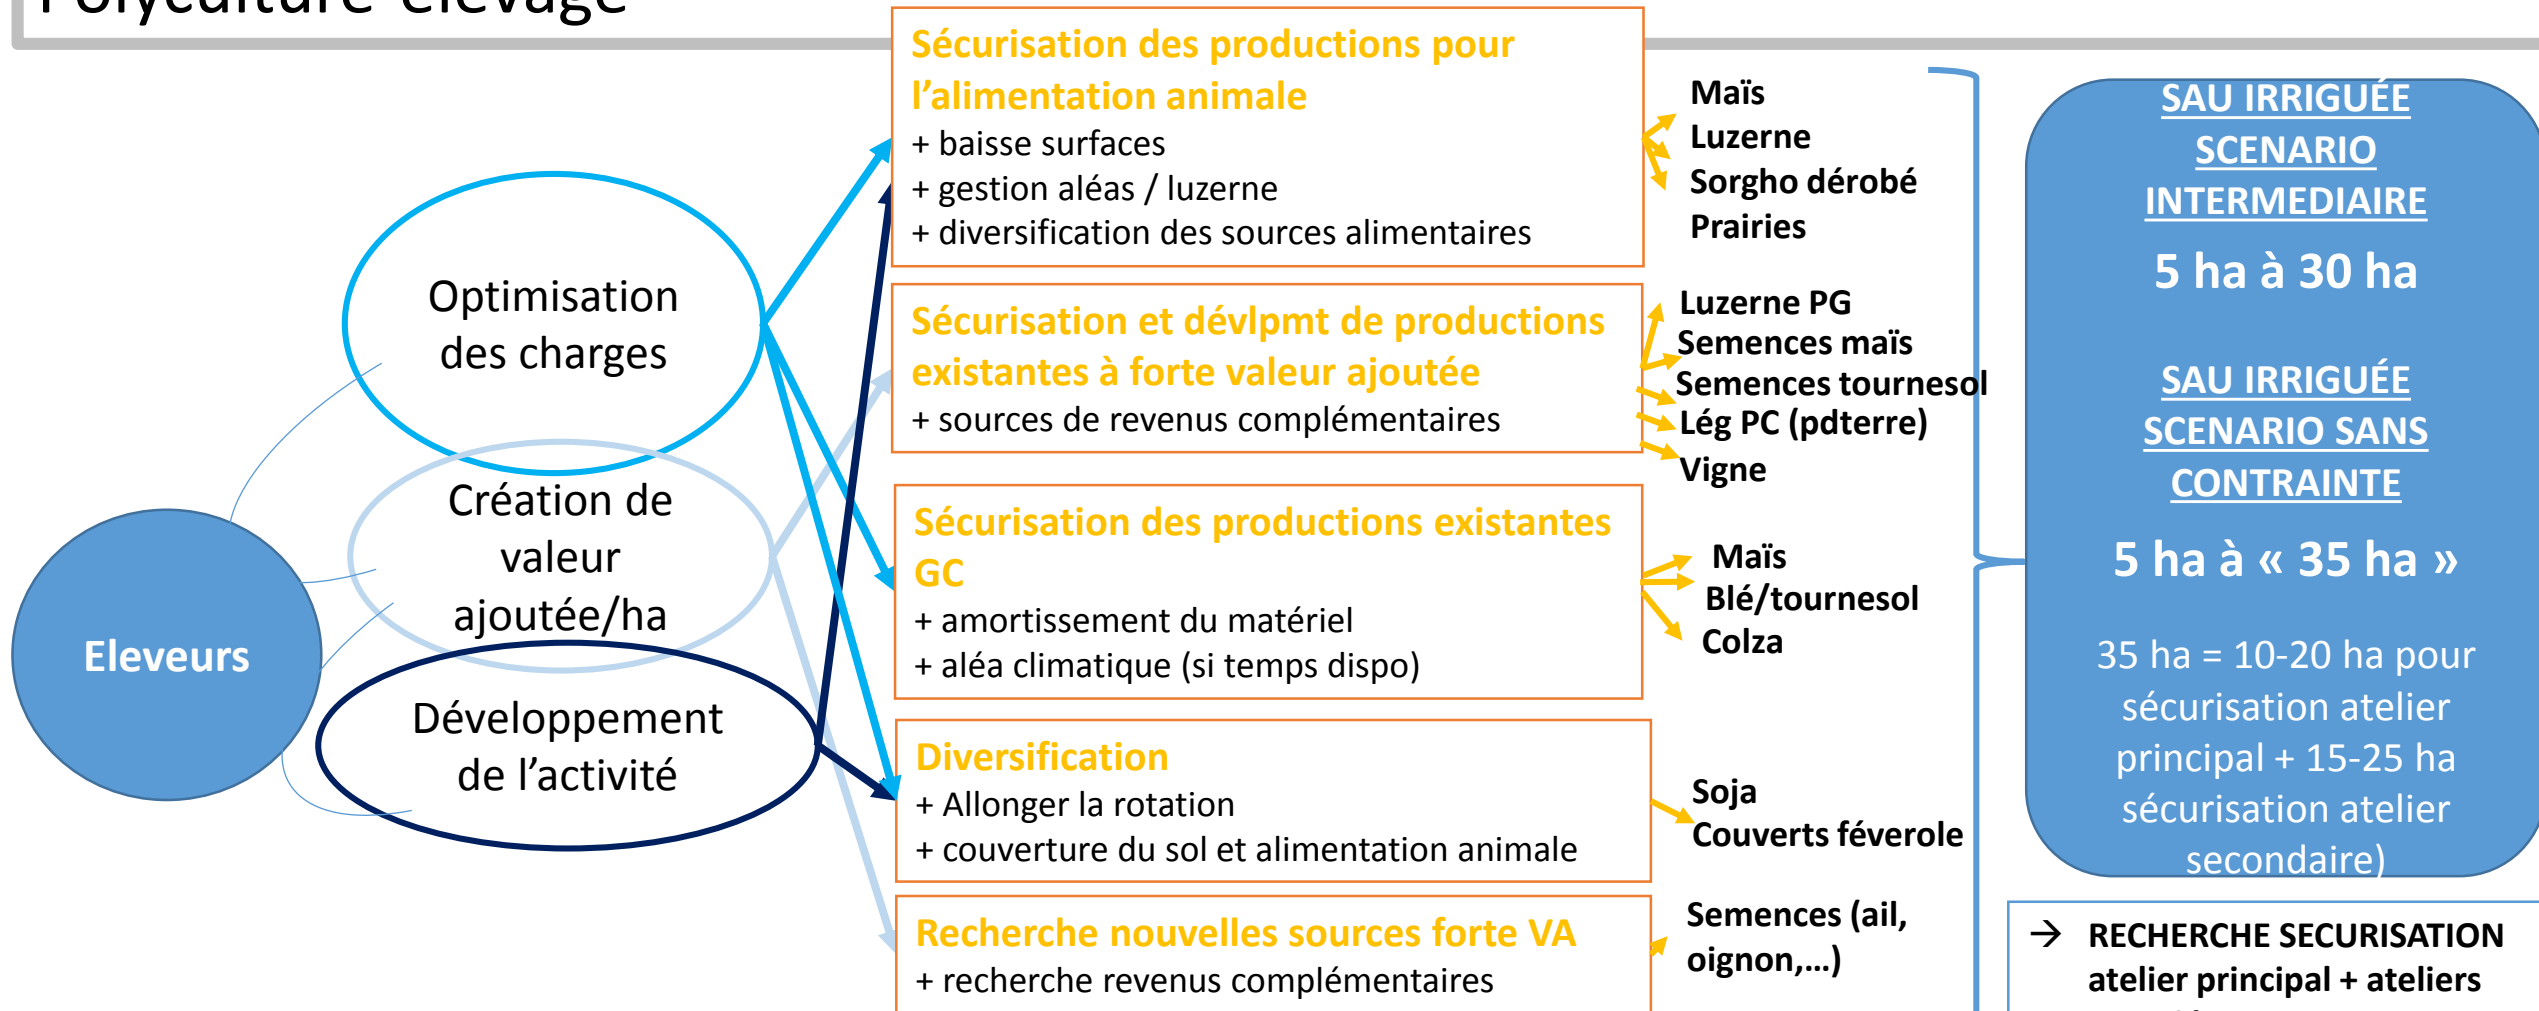 Polyculture-élevage
Eleveurs
Optimisation
des charges
Création de
valeur
ajoutée/ha
Développement
de l'activité
Sécurisation des productions pour
l'alimentation animale
+ baisse surfaces
+ gestion aléas / luzerne
+ diversification des sources alimentaires
Maïs
Luzerne
Sorgho dérobé
Prairies
Sécurisation et dévlpmt de productions
existantes à forte valeur ajoutée
+ sources de revenus complémentaires
Luzerne PG
Semences maïs
Semences tournesol
Lég PC (pdterre)
Vigne
Sécurisation des productions existantes
GC
+ amortissement du matériel
+ aléa climatique (si temps dispo)
Maïs
Blé/tournesol
Colza
Diversification
+ Allonger la rotation
+ couverture du sol et alimentation animale
Soja
Couverts féverole
Recherche nouvelles sources forte VA
+ recherche revenus complémentaires
Semences (ail,
oignon,…)
SAU IRRIGUÉE
SCENARIO
INTERMEDIAIRE
5 ha à 30 ha
SAU IRRIGUÉE
SCENARIO SANS
CONTRAINTE
5 ha à « 35 ha »
35 ha = 10-20 ha pour
sécurisation atelier
principal + 15-25 ha
sécurisation atelier
secondaire)
→ RECHERCHE SECURISATION
atelier principal + ateliers